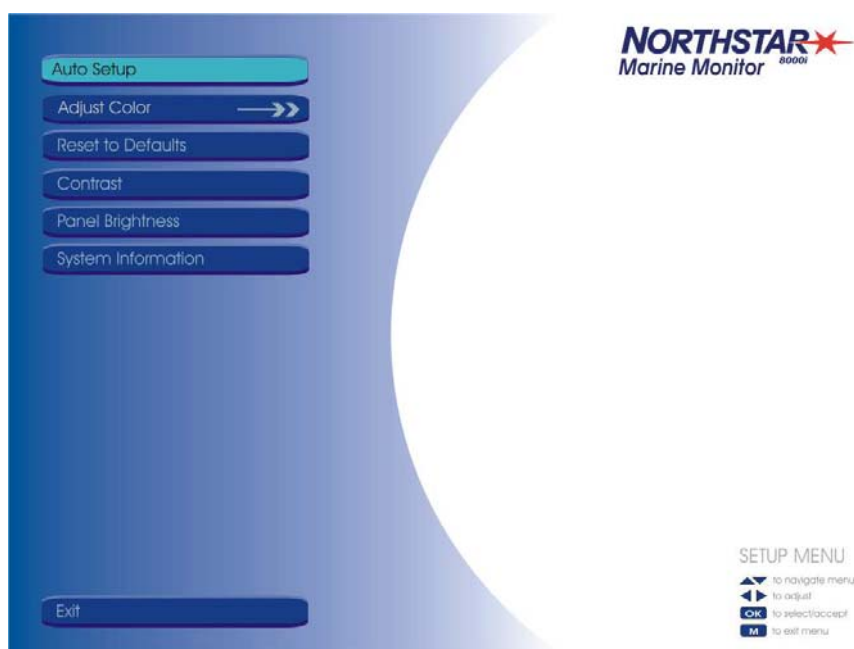 NORTHSTAR
Marine Monitor 8000i
Auto Setup
Adjust Color
Reset to Defaults
Contrast
Panel Brightness
System Information
Exit
SETUP MENU
to navigate menu
to adjust
OK to select/accept
M to exit menu